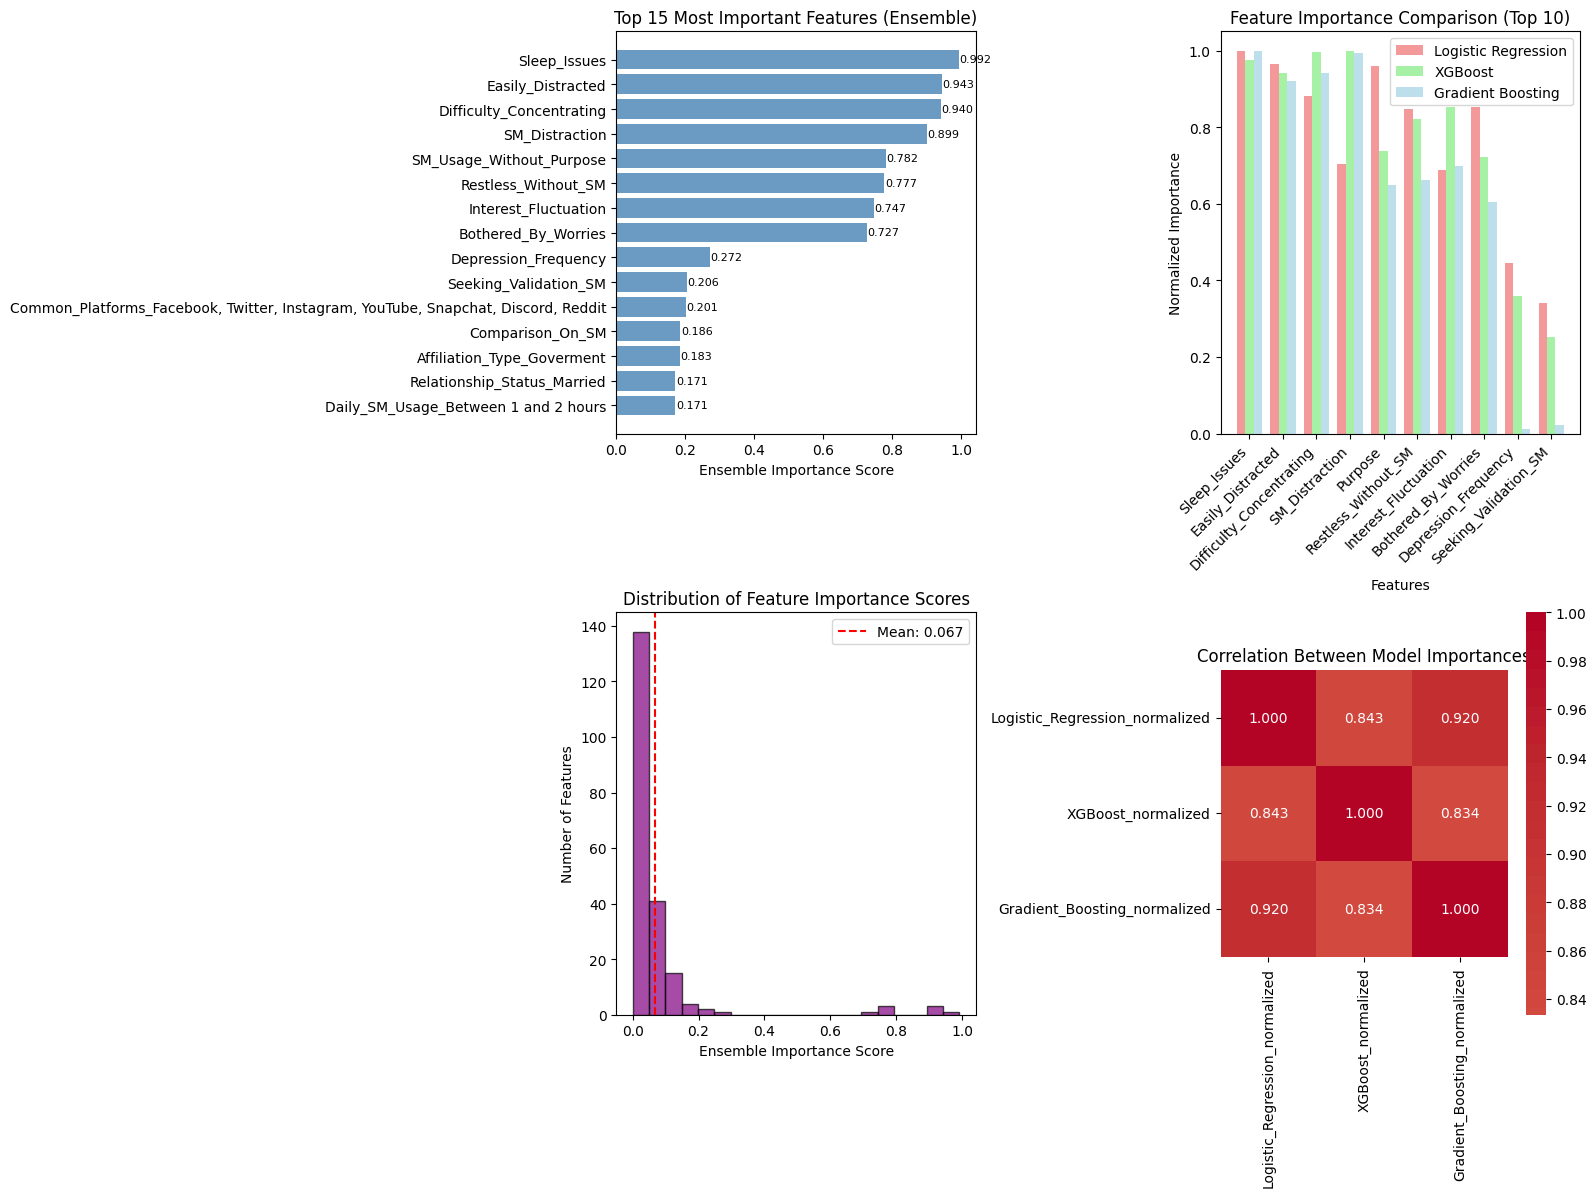 Top 15 Most Important Features (Ensemble)
Sleep_Issues
Easily_Distracted
Difficulty_Concentrating
SM_Distraction
SM_Usage_Without_Purpose
Restless_Without_SM
Interest_Fluctuation
Bothered_By_Worries
Depression_Frequency
Seeking_Validation_SM
Common_Platforms_Facebook, Twitter, Instagram, YouTube, Snapchat, Discord, Reddit
Comparison_On_SM
Affiliation_Type_Goverment
Relationship_Status_Married
Daily_SM_Usage_Between 1 and 2 hours
0.992
0.943
0.940
0.899
0.782
0.777
0.747
0.727
0.272
0.206
0.201
0.186
0.183
0.171
0.171
0.0 0.2 0.4 0.6 0.8 1.0
Ensemble Importance Score
Feature Importance Comparison (Top 10)
Logistic Regression
XGBoost
Gradient Boosting
Normalized Importance
1.0
0.8
0.6
0.4
0.2
0.0
Sleep_Issues
Easily_Distracted
Difficulty_Concentrating
SM_Distraction
Purpose
Restless_Without_SM
Interest_Fluctuation
Bothered_By_Worries
Depression_Frequency
Seeking_Validation_SM
Features
Distribution of Feature Importance Scores
Mean: 0.067
Number of Features
140
120
100
80
60
40
20
0
0.0 0.2 0.4 0.6 0.8 1.0
Ensemble Importance Score
Correlation Between Model Importances
Logistic_Regression_normalized
XGBoost_normalized
Gradient_Boosting_normalized
1.000 0.843 0.920
0.843 1.000 0.834
0.920 0.834 1.000
Logistic_Regression_normalized
XGBoost_normalized
Gradient_Boosting_normalized
1.00
0.98
0.96
0.94
0.92
0.90
0.88
0.86
0.84